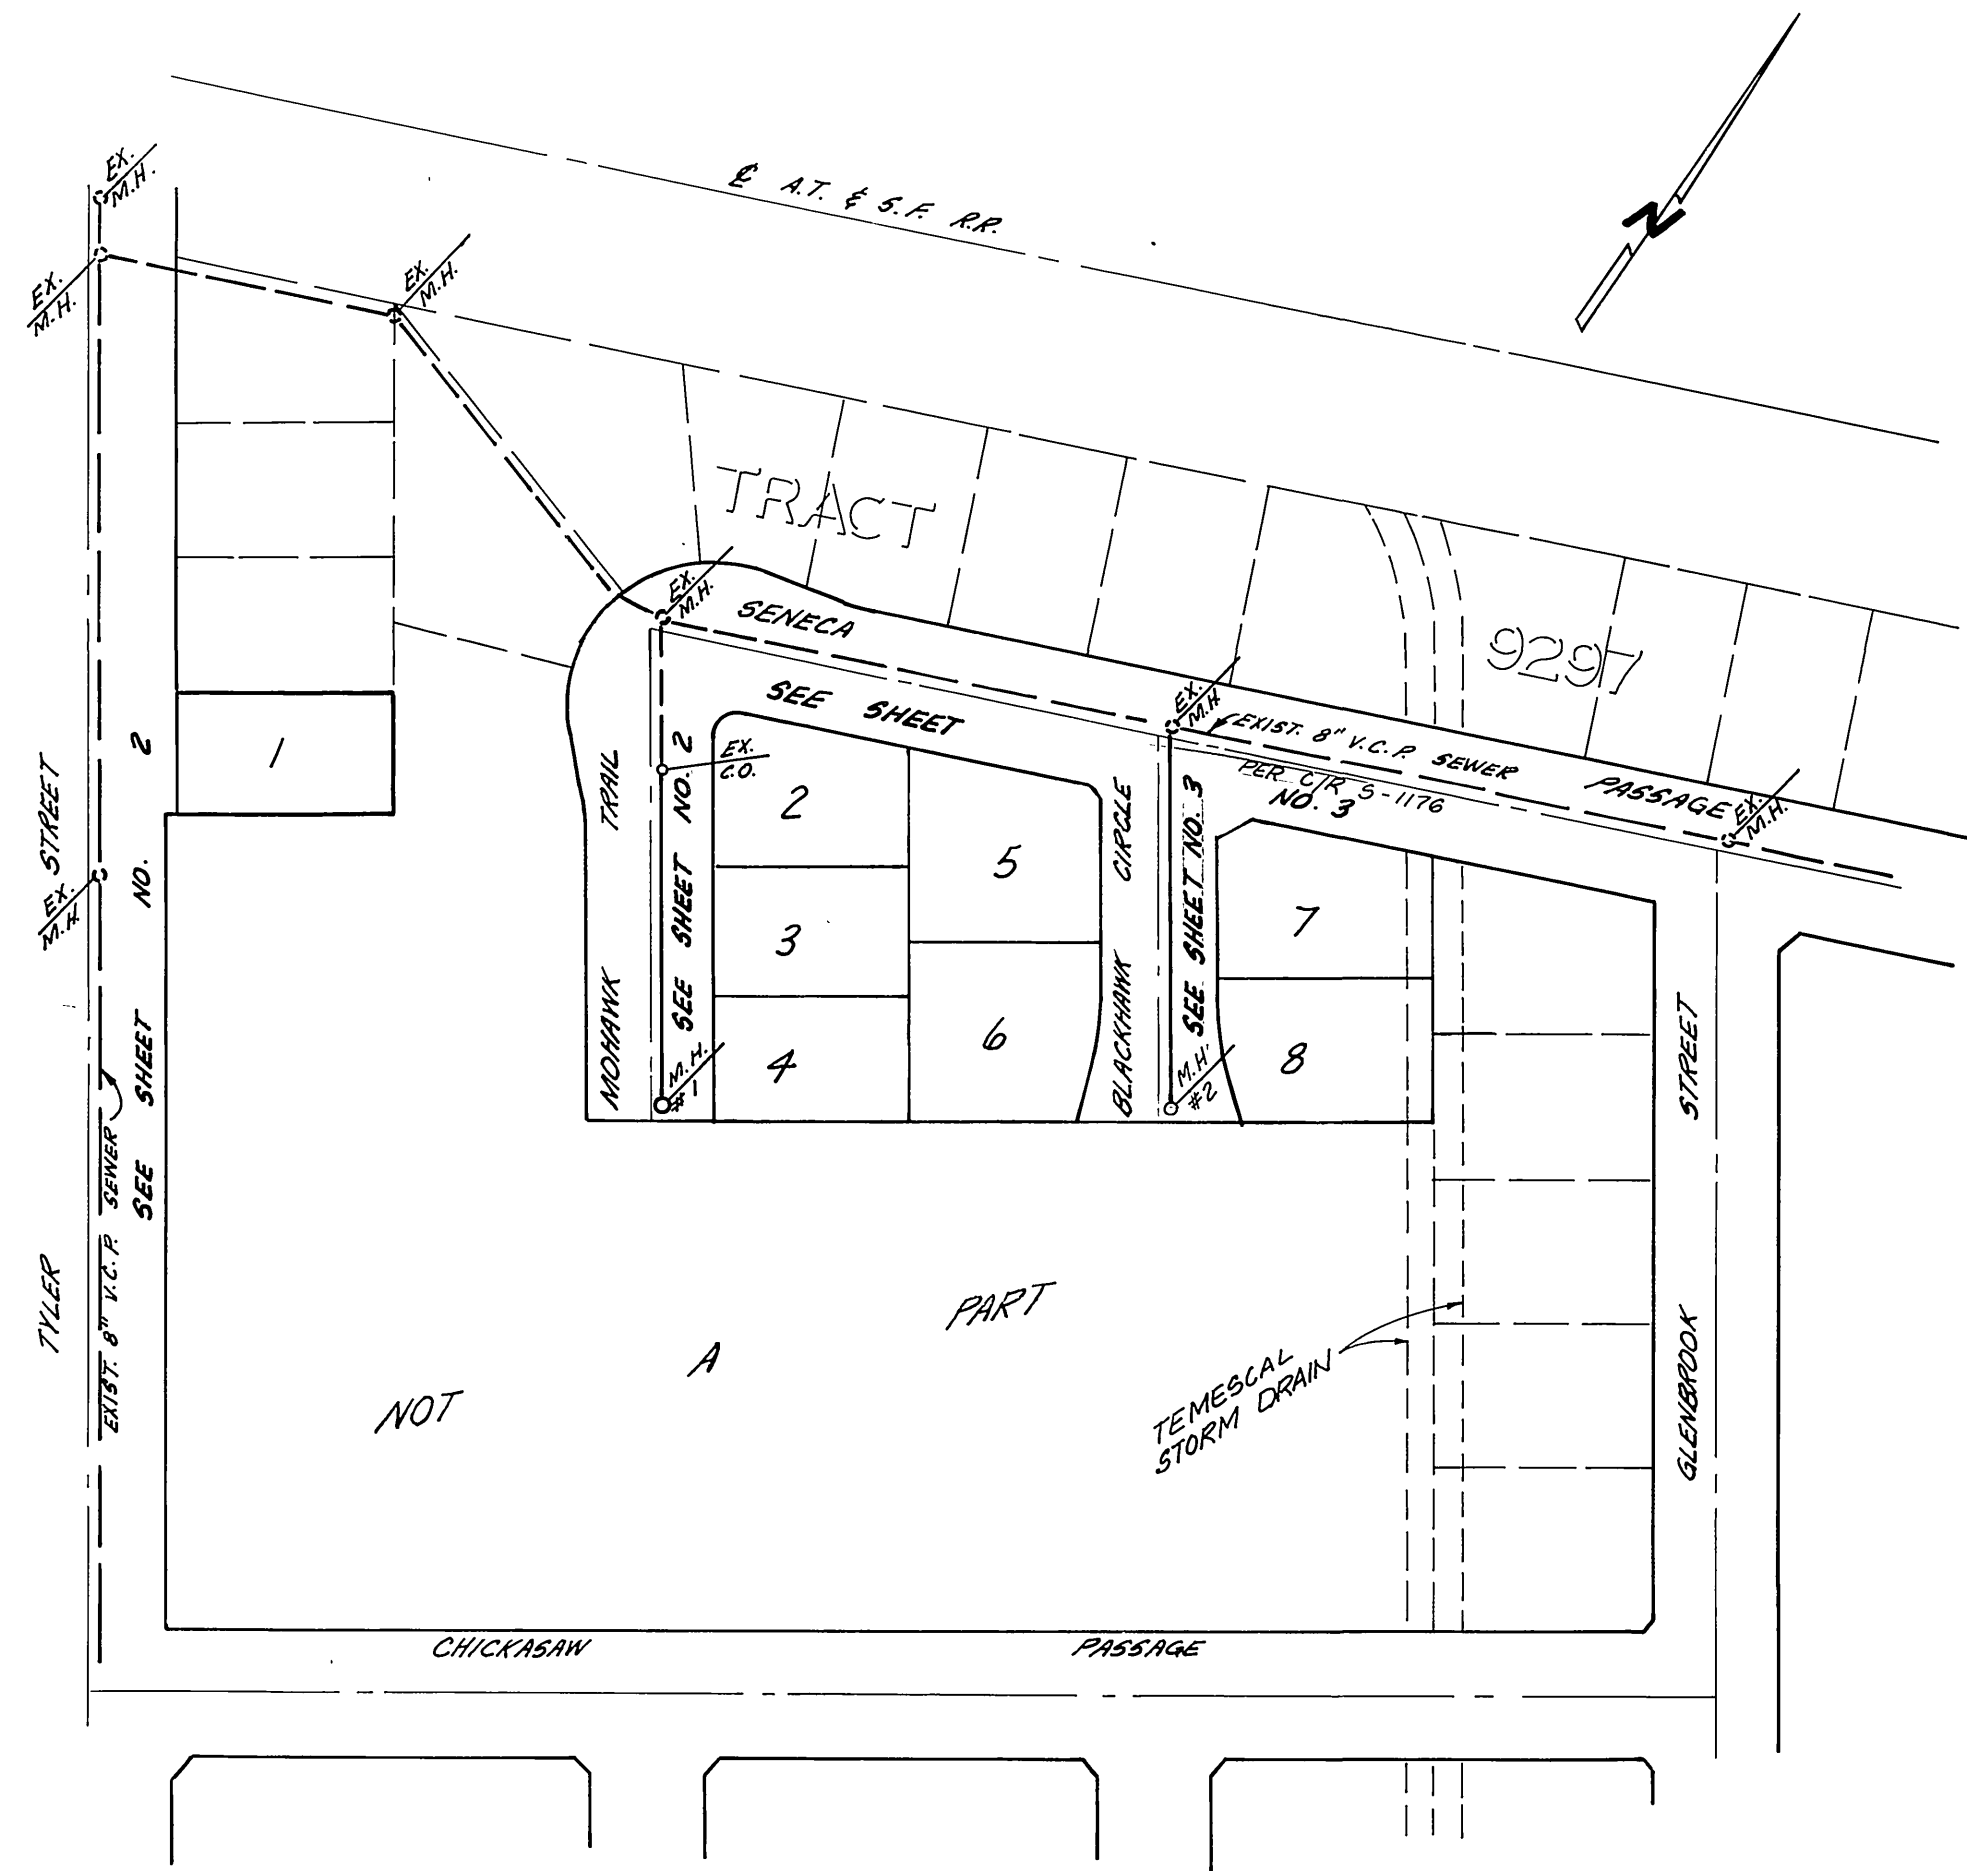 N
℄ A.T. & S.F. R.R.
EX.
M.H.
EX.
M.H.
EX.
M.H.
TRACT
9297
EX.
M.H.
SENECA
SEE SHEET
NO. 3
EX.
M.H.
EXIST. 8" V.C.P. SEWER
PER C/R S-1176
PASSAGE
EX.
M.H.
1
EX.
C.O.
2
3
4
5
6
7
8
TYLER STREET
SEE SHEET NO. 2
EX.
M.H.
EXIST. 8" V.C.P. SEWER
MOHAWK TRAIL
SEE SHEET NO. 2
M.H.
#1
BLACKHAWK CIRCLE
SEE SHEET NO. 3
M.H.
#2
GLENBROOK STREET
NOT A PART
TEMESCAL
STORM DRAIN
CHICKASAW PASSAGE